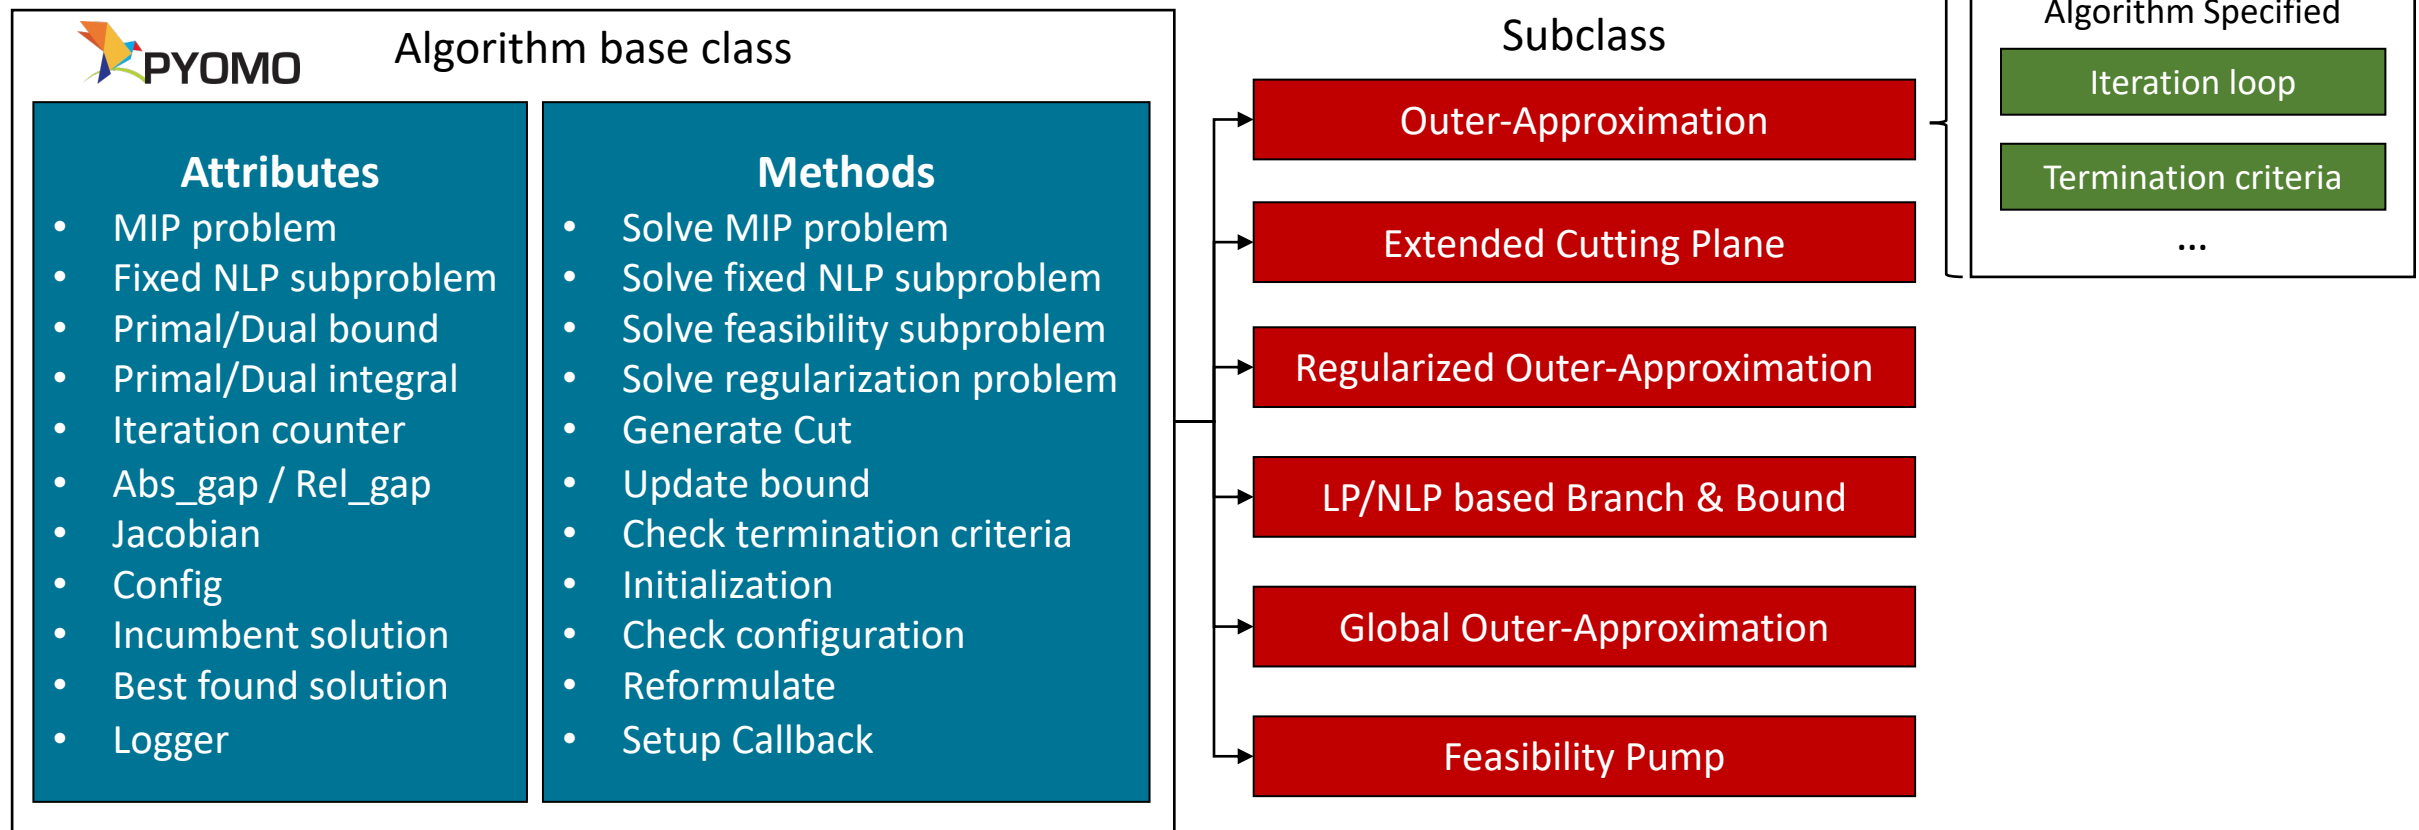 PYOMO
Algorithm base class
Attributes
• MIP problem
• Fixed NLP subproblem
• Primal/Dual bound
• Primal/Dual integral
• Iteration counter
• Abs_gap / Rel_gap
• Jacobian
• Config
• Incumbent solution
• Best found solution
• Logger
Methods
• Solve MIP problem
• Solve fixed NLP subproblem
• Solve feasibility subproblem
• Solve regularization problem
• Generate Cut
• Update bound
• Check termination criteria
• Initialization
• Check configuration
• Reformulate
• Setup Callback
Subclass
Outer-Approximation
Extended Cutting Plane
Regularized Outer-Approximation
LP/NLP based Branch & Bound
Global Outer-Approximation
Feasibility Pump
Algorithm Specified
Iteration loop
Termination criteria
...